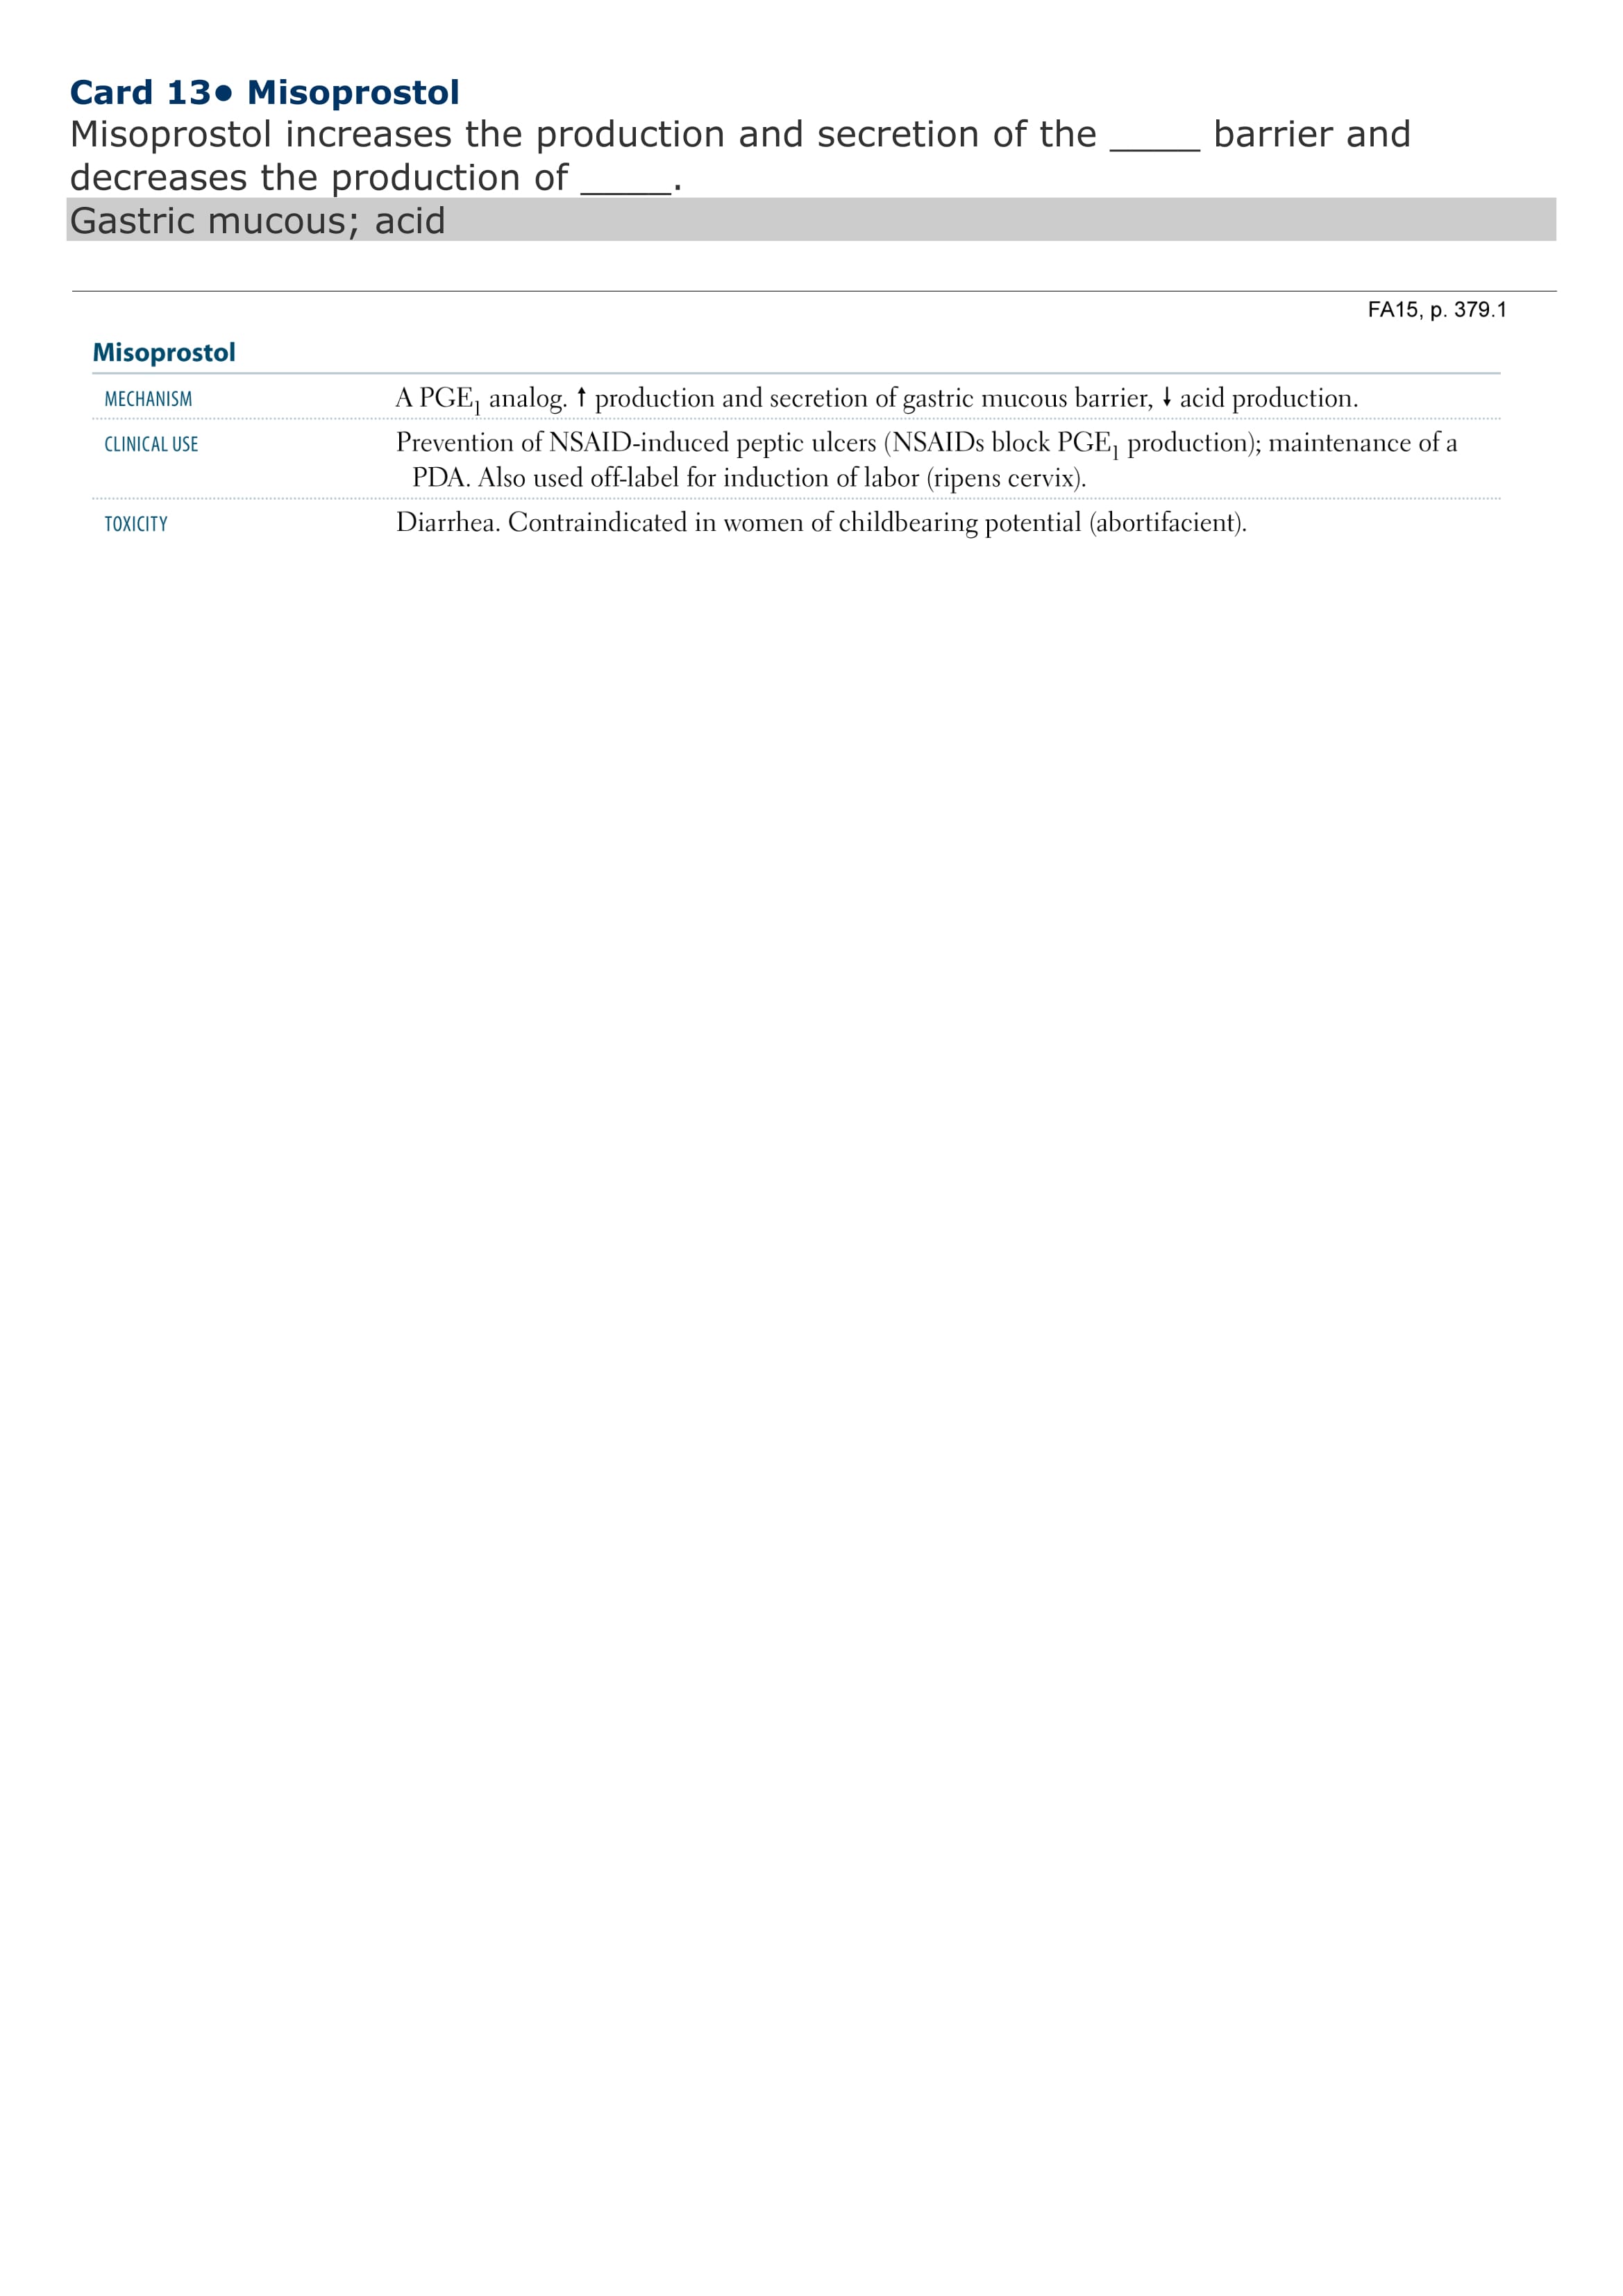 Card 13● Misoprostol
Misoprostol increases the production and secretion of the _____ barrier and
decreases the production of _____.
Gastric mucous; acid
FA15, p. 379.1
Misoprostol
MECHANISM A PGE₁ analog. ↑ production and secretion of gastric mucous barrier, ↓ acid production.
CLINICAL USE Prevention of NSAID-induced peptic ulcers (NSAIDs block PGE₁ production); maintenance of a
PDA. Also used off-label for induction of labor (ripens cervix).
TOXICITY Diarrhea. Contraindicated in women of childbearing potential (abortifacient).